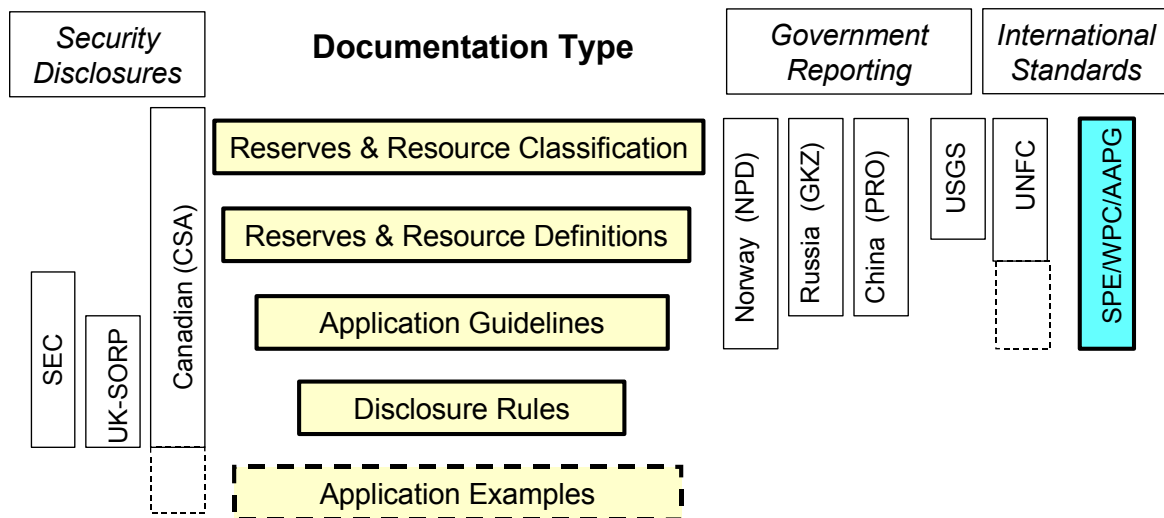 Security
Disclosures
Documentation Type
Government
Reporting
International
Standards
SEC
UK-SORP
Canadian (CSA)
Reserves & Resource Classification
Reserves & Resource Definitions
Application Guidelines
Disclosure Rules
Application Examples
Norway (NPD)
Russia (GKZ)
China (PRO)
USGS
UNFC
SPE/WPC/AAPG